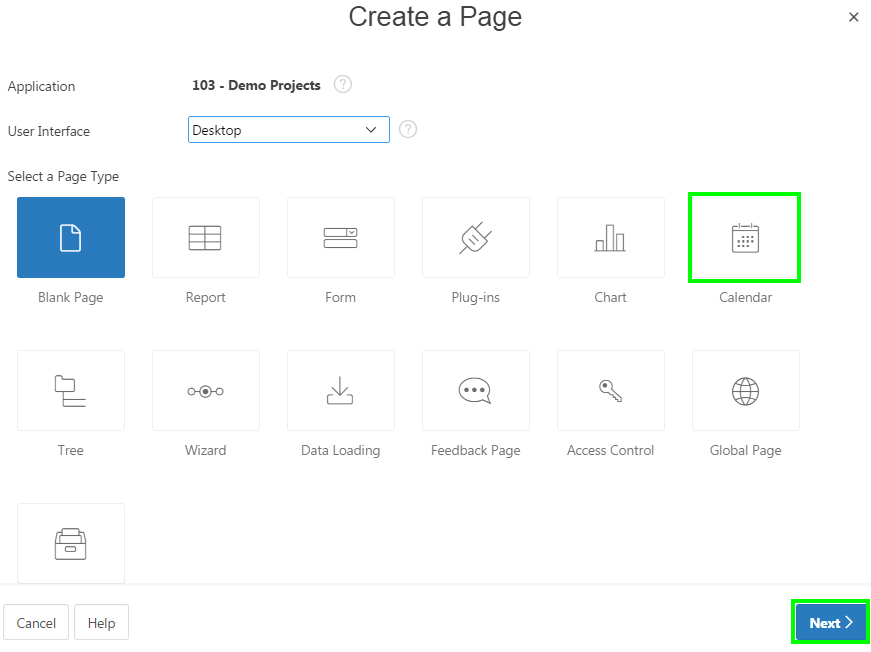 Create a Page
Application 103 - Demo Projects ?
User Interface Desktop ?
Select a Page Type
Blank Page Report Form Plug-ins Chart Calendar
Tree Wizard Data Loading Feedback Page Access Control Global Page
Cancel Help Next